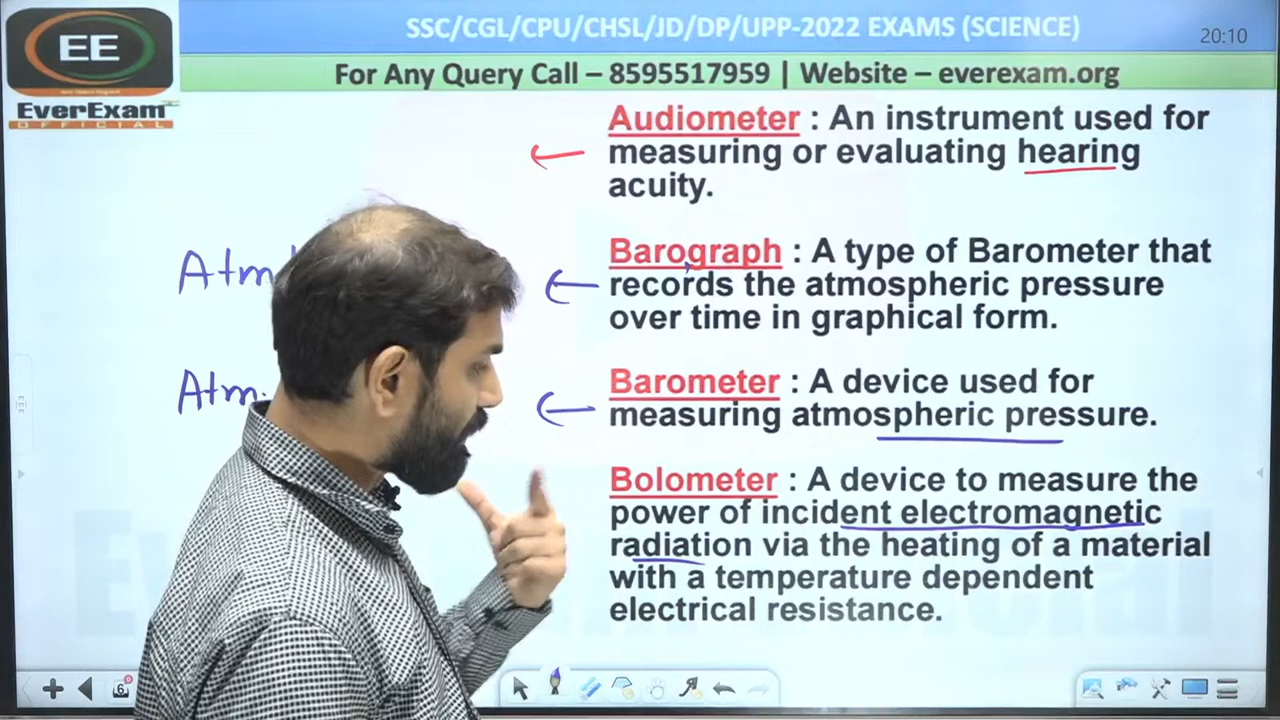 SSC/CGL/CPU/CHSL/JD/DP/UPP-2022 EXAMS (SCIENCE)
20:10
EE
For Any Query Call – 8595517959 | Website – everexam.org
EverExam
OFFICIAL
Audiometer : An instrument used for
measuring or evaluating hearing
acuity.
Barograph : A type of Barometer that
records the atmospheric pressure
over time in graphical form.
Atm
Barometer : A device used for
measuring atmospheric pressure.
Atm.
Bolometer : A device to measure the
power of incident electromagnetic
radiation via the heating of a material
with a temperature dependent
electrical resistance.
6